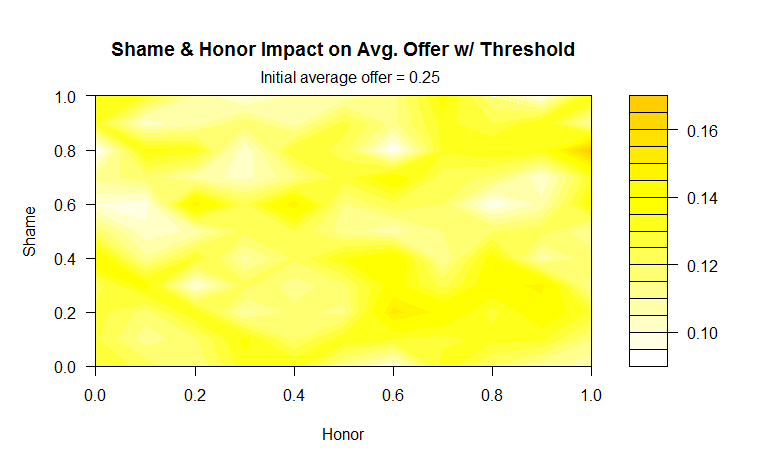 Shame & Honor Impact on Avg. Offer w/ Threshold
Initial average offer = 0.25
1.0
0.8
0.6
0.4
0.2
0.0
Shame
0.0 0.2 0.4 0.6 0.8 1.0
Honor
0.16
0.14
0.12
0.10